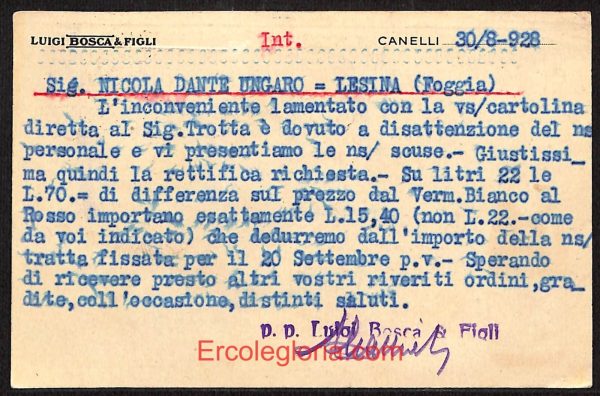 LUIGI BOSCA & FIGLI Int. CANELLI 30/8-928
Sig. NICOLA DANTE UNGARO = LESINA (Foggia)
L'inconveniente lamentato con la vs/cartolina
diretta al Sig.Trotta è dovuto a disattenzione del ns
personale e vi presentiamo le ns/ scuse.- Giustissi_
ma quindi la rettifica richiesta.- Su litri 22 le
L.70.= di differenza sul prezzo dal Verm.Bianco al
Rosso importano esattamente L.15,40 (non L.22.-come
da voi indicato) che dedurremo dall'importo della ns/
tratta fissata per il 20 Settembre p.v.- Sperando
di ricevere presto altri vostri riveriti ordini,gra_
dite,coll'occasione,distinti saluti.
p. p. Luigi Bosca & Figli
Ercolegloria.com